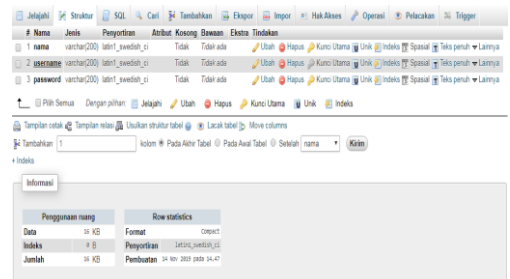 Jelajahi Struktur SQL Cari Tambahkan Ekspor Impor Hak Akses Operasi Pelacakan Trigger
# Nama Jenis Penyortiran Atribut Kosong Bawaan Ekstra Tindakan
1 nama varchar(200) latin1_swedish_ci Tidak Tidak ada Ubah Hapus Kunci Utama Unik Indeks Spasial Teks penuh Lainnya
2 username varchar(200) latin1_swedish_ci Tidak Tidak ada Ubah Hapus Kunci Utama Unik Indeks Spasial Teks penuh Lainnya
3 password varchar(200) latin1_swedish_ci Tidak Tidak ada Ubah Hapus Kunci Utama Unik Indeks Spasial Teks penuh Lainnya
Pilih Semua Dengan pilihan: Jelajahi Ubah Hapus Kunci Utama Unik Indeks
Tampilan cetak Tampilan relasi Usulkan struktur tabel Lacak tabel Move columns
Tambahkan 1 kolom Pada Akhir Tabel Pada Awal Tabel Setelah nama Kirim
+ Indeks
Informasi
Penggunaan ruang
Data 16 KB
Indeks 0 B
Jumlah 16 KB
Row statistics
Format Compact
Penyortiran latin1_swedish_ci
Pembuatan 14 Nov 2019 pada 14.47